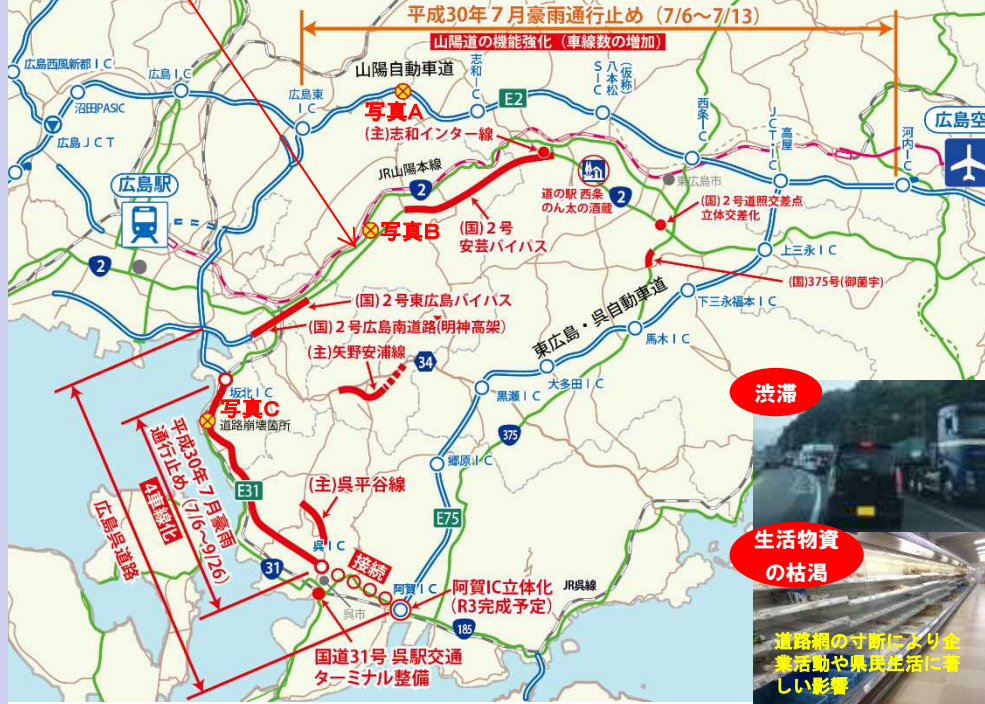 平成30年7月豪雨通行止め（7/6～7/13）
山陽道の機能強化（車線数の増加）
広島西風新都ＩＣ
広島ＩＣ
沼田PASIC
広島ＪＣＴ
広島東
ＩＣ
山陽自動車道
写真A
志和ＩＣ
E2
(仮称)
八本松
ＳＩＣ
西条ＩＣ
高屋
ＪＣＴＩＣ
河内ＩＣ
広島空
(主)志和インター線
JR山陽本線
2
広島駅
写真B
(国)２号
安芸バイパス
道の駅 西条
のん太の酒蔵
2
東広島市
(国)２号道照交差点
立体交差化
上三永ＩＣ
(国)375号(御薗宇)
2
(国)２号東広島バイパス
(国)２号広島南道路(明神高架)
(主)矢野安浦線
34
東広島・呉自動車道
下三永福本ＩＣ
馬木ＩＣ
大多田ＩＣ
黒瀬ＩＣ
坂北ＩＣ
写真C
道路崩壊箇所
375
郷原ＩＣ
平成30年７月豪雨
通行止め（7/6～9/26）
4車線化
広島呉道路
E31
(主)呉平谷線
E75
呉ＩＣ
31
接続
阿賀ＩＣ
呉市
阿賀IC立体化
(R3完成予定)
JR呉線
185
国道31号 呉駅交通
ターミナル整備
渋滞
生活物資
の枯渇
道路網の寸断により企
業活動や県民生活に著
しい影響